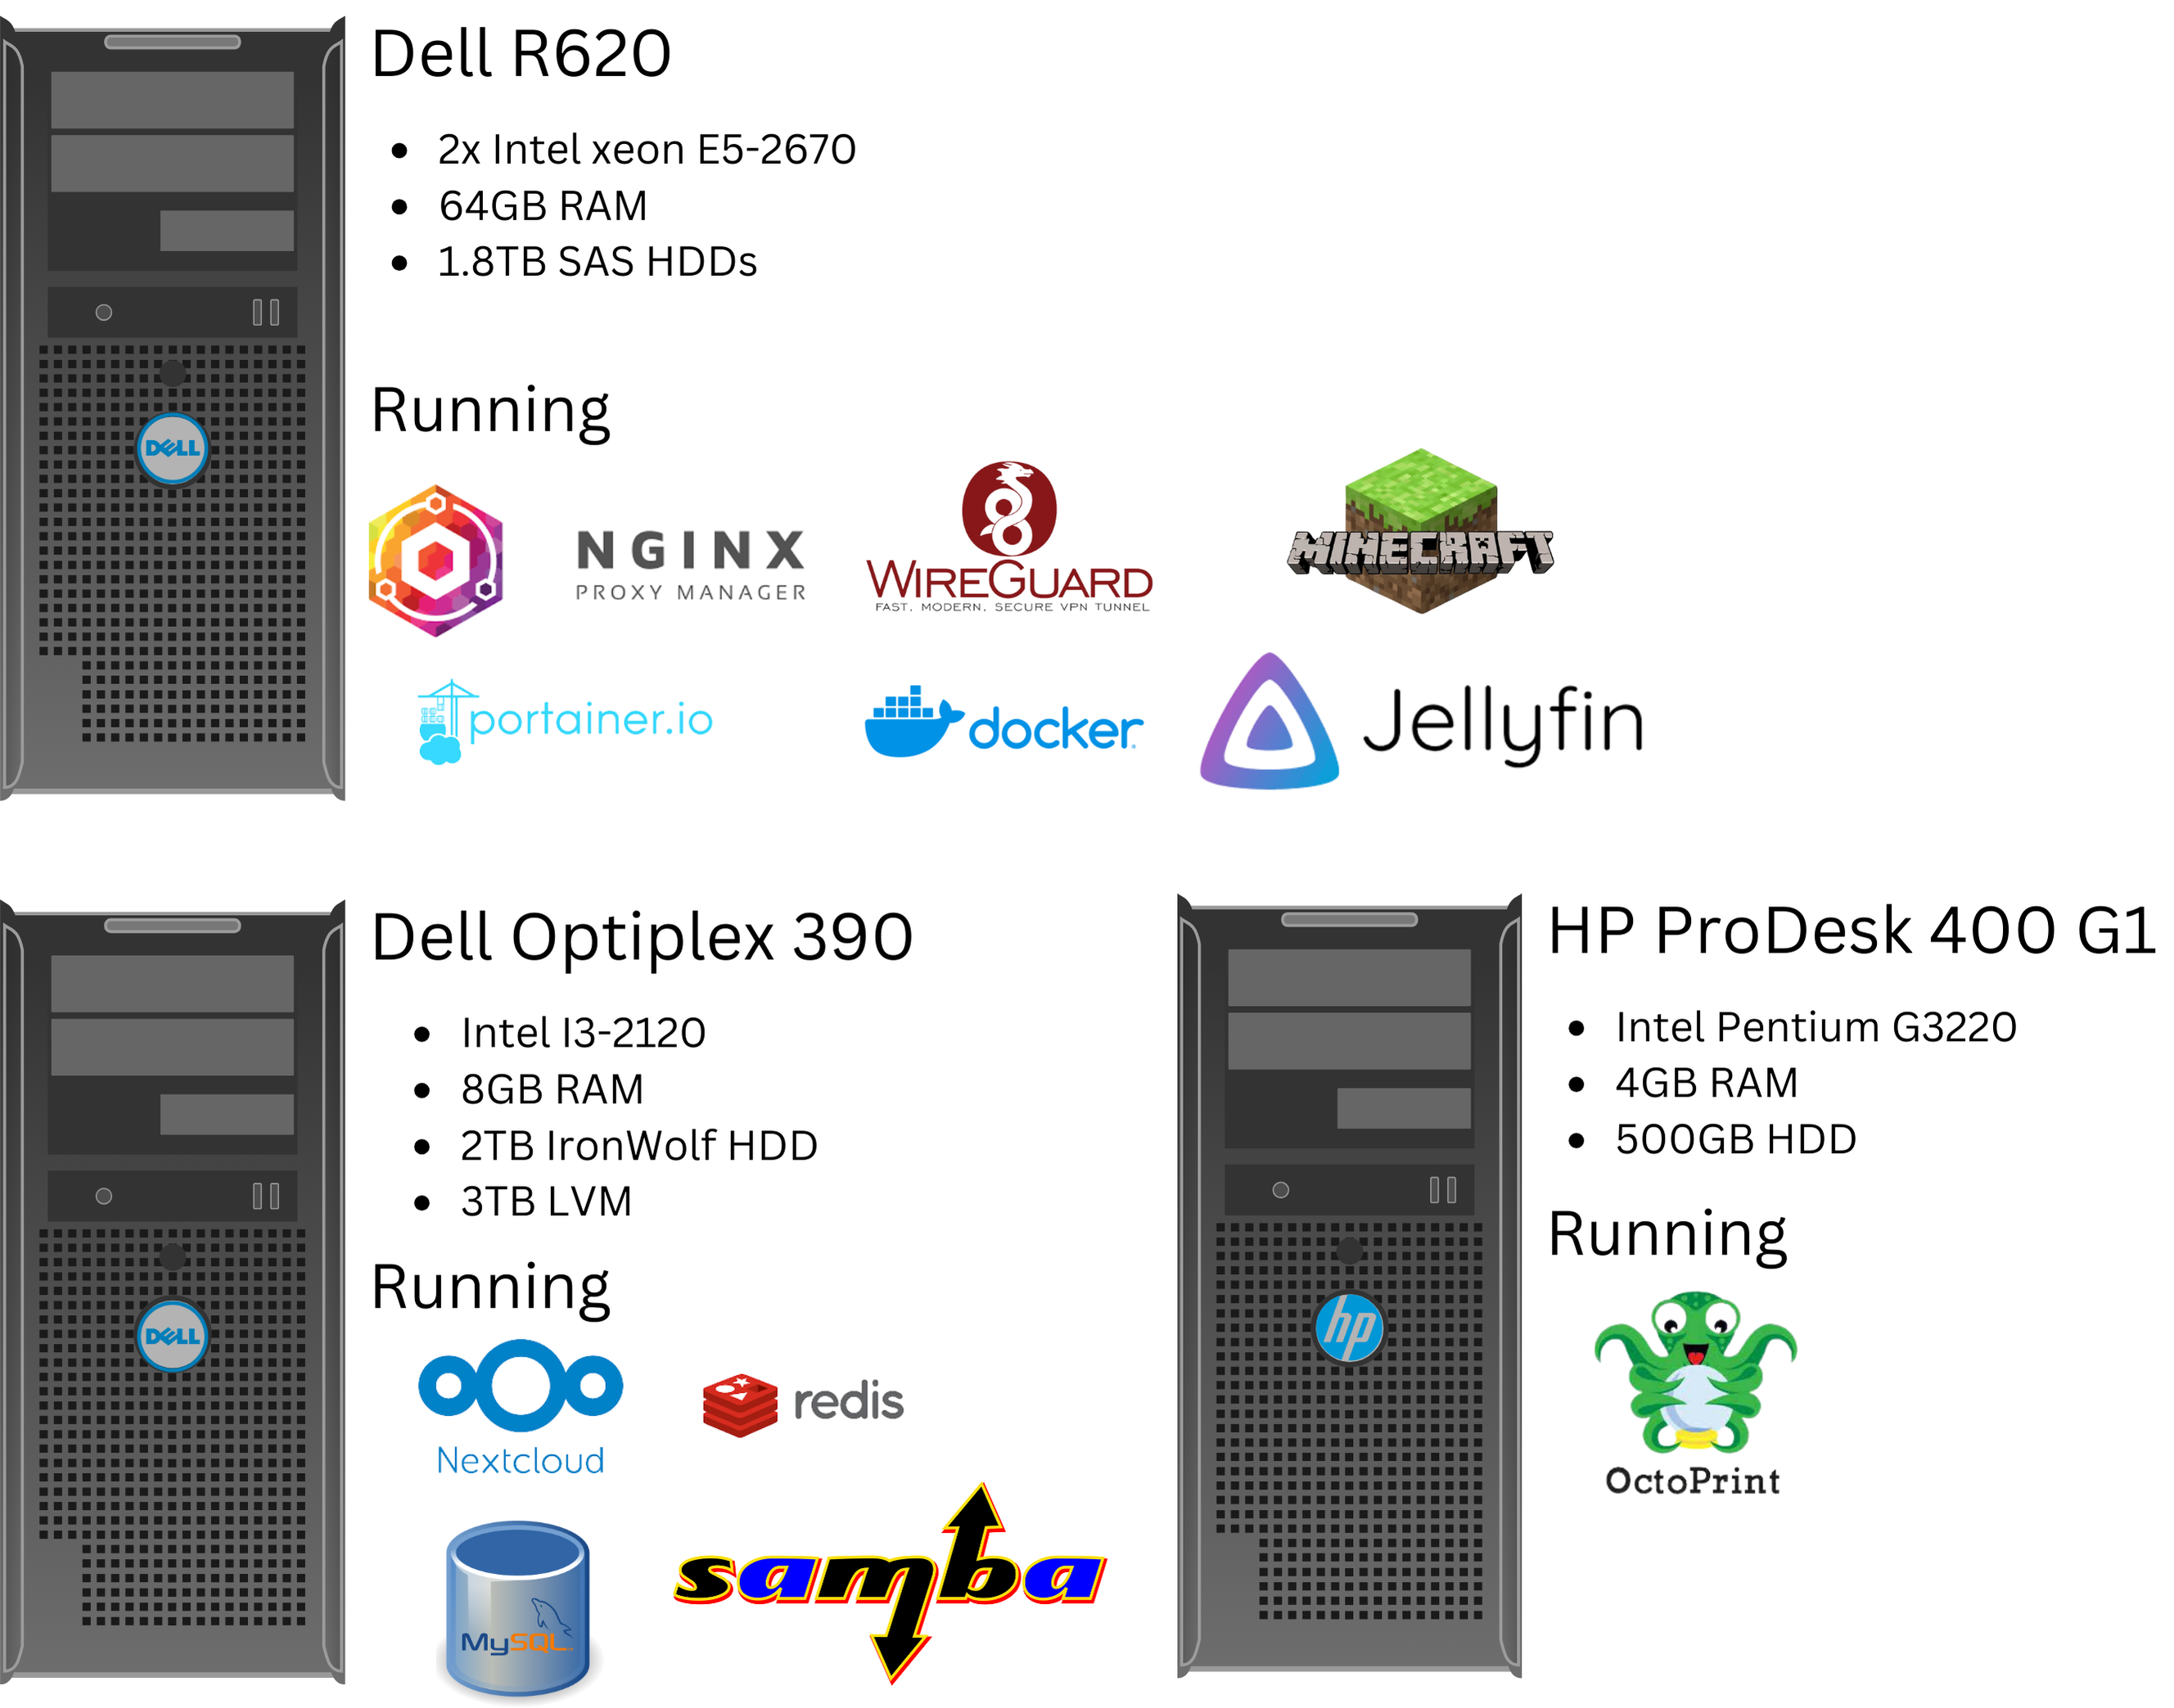 Dell R620
• 2x Intel xeon E5-2670
• 64GB RAM
• 1.8TB SAS HDDs
DELL
Running
NGINX
PROXY MANAGER
WIREGUARD
FAST, MODERN, SECURE VPN TUNNEL
MINECRAFT
portainer.io
docker
Jellyfin
Dell Optiplex 390
• Intel I3-2120
• 8GB RAM
• 2TB IronWolf HDD
• 3TB LVM
DELL
Running
Nextcloud
redis
MySQL
samba
HP ProDesk 400 G1
• Intel Pentium G3220
• 4GB RAM
• 500GB HDD
hp
Running
OctoPrint